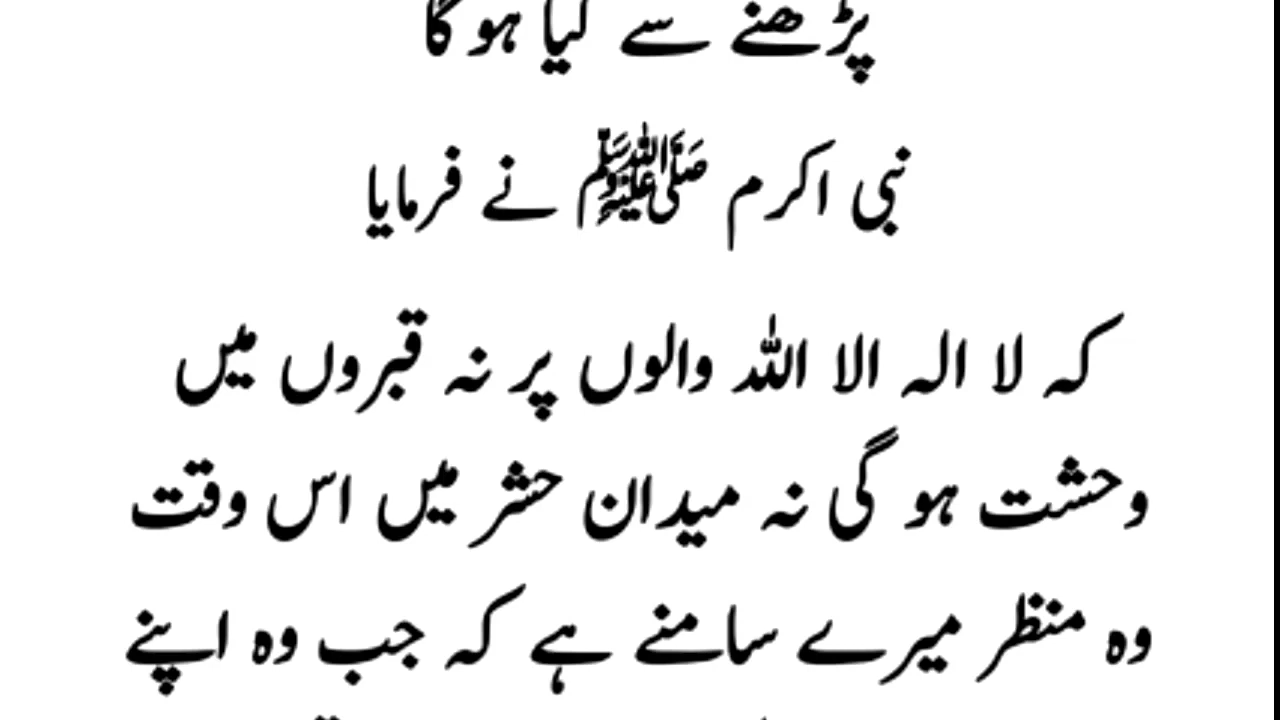 پڑھنے سے کیا ہو گا
نبی اکرم ﷺ نے فرمایا
کہ لا الہ الا اللہ والوں پر نہ قبروں میں
وحشت ہو گی نہ میدان حشر میں اس وقت
وہ منظر میرے سامنے ہے کہ جب وہ اپنے